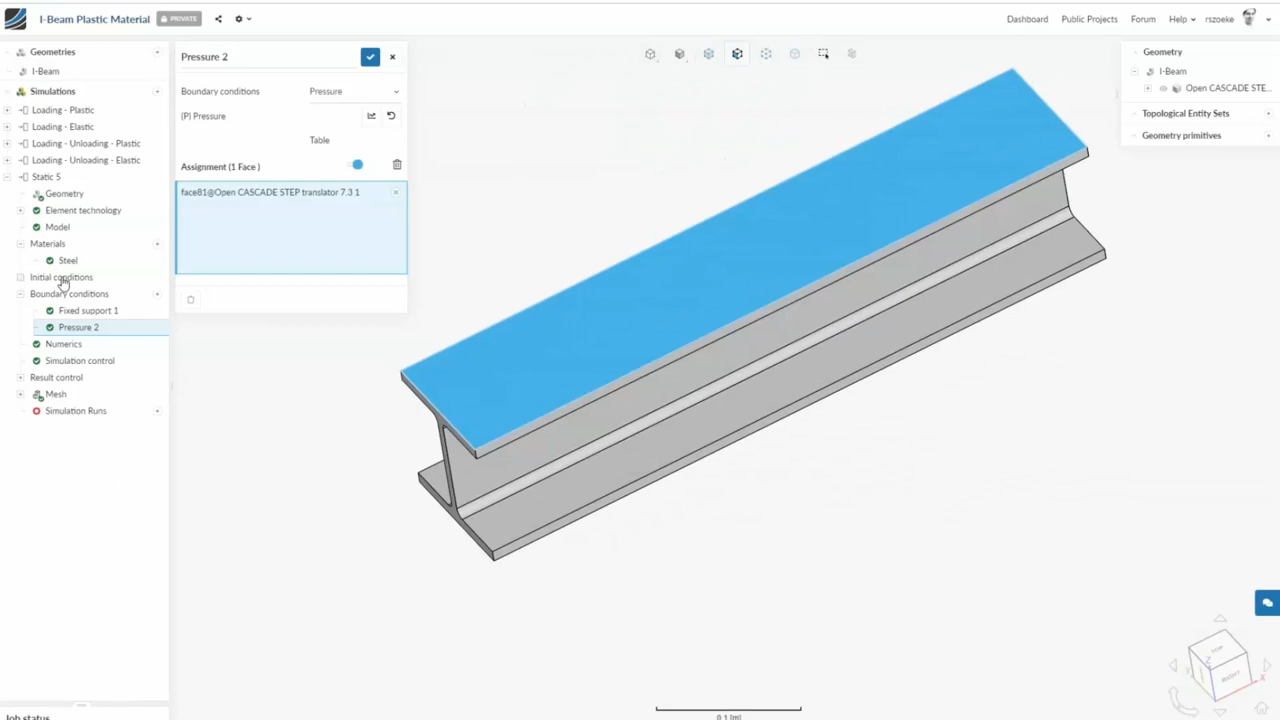 I-Beam Plastic Material
PRIVATE
Dashboard
Public Projects
Forum
Help
rszoeke
Geometries
I-Beam
Simulations
Loading - Plastic
Loading - Elastic
Loading - Unloading - Plastic
Loading - Unloading - Elastic
Static 5
Geometry
Element technology
Model
Materials
Steel
Initial conditions
Boundary conditions
Fixed support 1
Pressure 2
Numerics
Simulation control
Result control
Mesh
Simulation Runs
Job status
Pressure 2
Boundary conditions
Pressure
(P) Pressure
Table
Assignment (1 Face )
face81@Open CASCADE STEP translator 7.3 1
Geometry
I-Beam
Open CASCADE STE...
Topological Entity Sets
Geometry primitives
0.1 [m]
TOP
RIGHT
Z
X